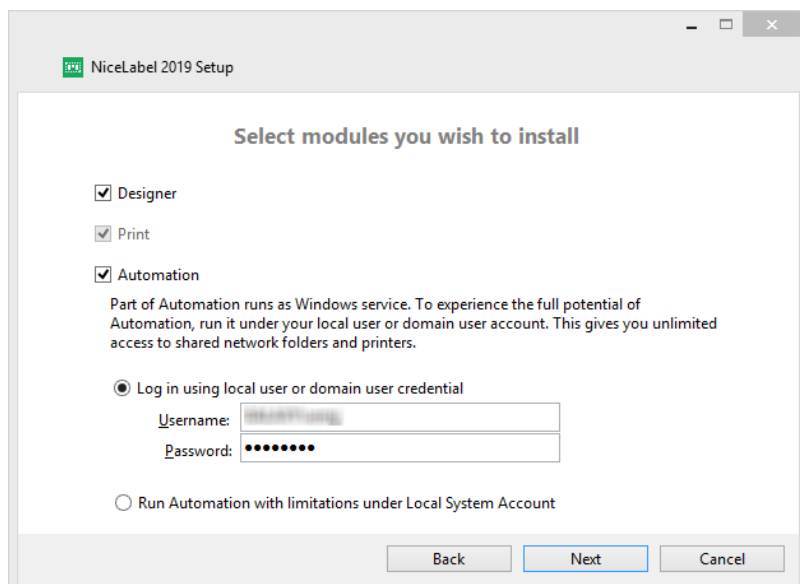 NiceLabel 2019 Setup
Select modules you wish to install
Designer
Print
Automation
Part of Automation runs as Windows service. To experience the full potential of
Automation, run it under your local user or domain user account. This gives you unlimited
access to shared network folders and printers.
Log in using local user or domain user credential
Username:
Password: ●●●●●●●●
Run Automation with limitations under Local System Account
Back Next Cancel